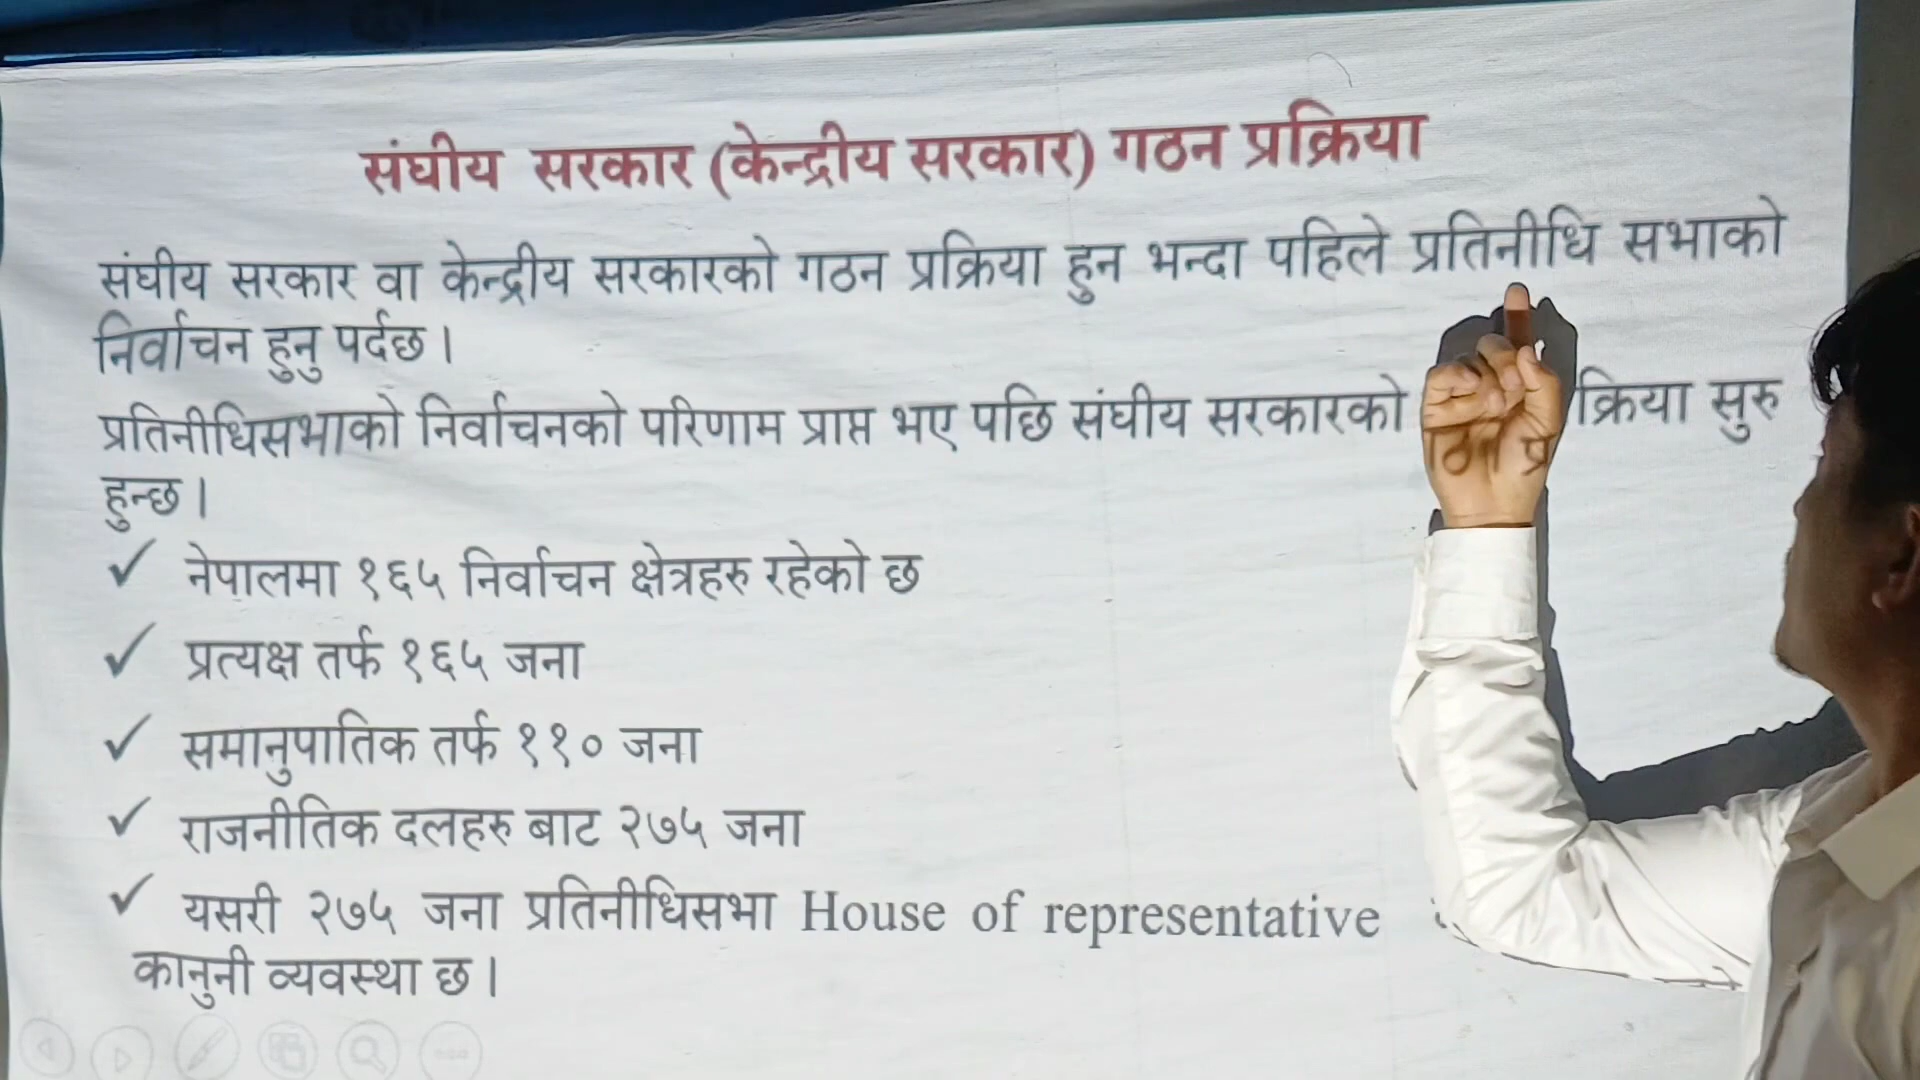 संघीय सरकार (केन्द्रीय सरकार) गठन प्रक्रिया
संघीय सरकार वा केन्द्रीय सरकारको गठन प्रक्रिया हुन भन्दा पहिले प्रतिनीधि सभाको
निर्वाचन हुनु पर्दछ ।
प्रतिनीधिसभाको निर्वाचनको परिणाम प्राप्त भए पछि संघीय सरकारको गठन प्रक्रिया सुरु
हुन्छ ।
✓ नेपालमा १६५ निर्वाचन क्षेत्रहरु रहेको छ
✓ प्रत्यक्ष तर्फ १६५ जना
✓ समानुपातिक तर्फ ११० जना
✓ राजनीतिक दलहरु बाट २७५ जना
✓ यसरी २७५ जना प्रतिनीधिसभा House of representative
कानुनी व्यवस्था छ ।